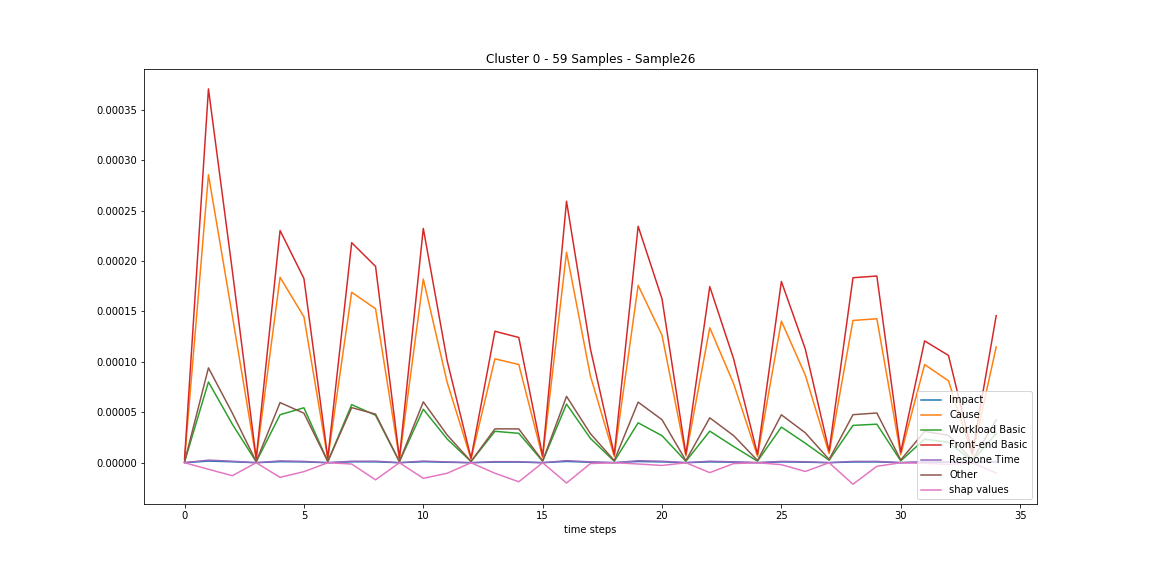 Cluster 0 - 59 Samples - Sample26
0.00035
0.00030
0.00025
0.00020
0.00015
0.00010
0.00005
0.00000
Impact
Cause
Workload Basic
Front-end Basic
Respone Time
Other
shap values
0 5 10 15 20 25 30 35
time steps